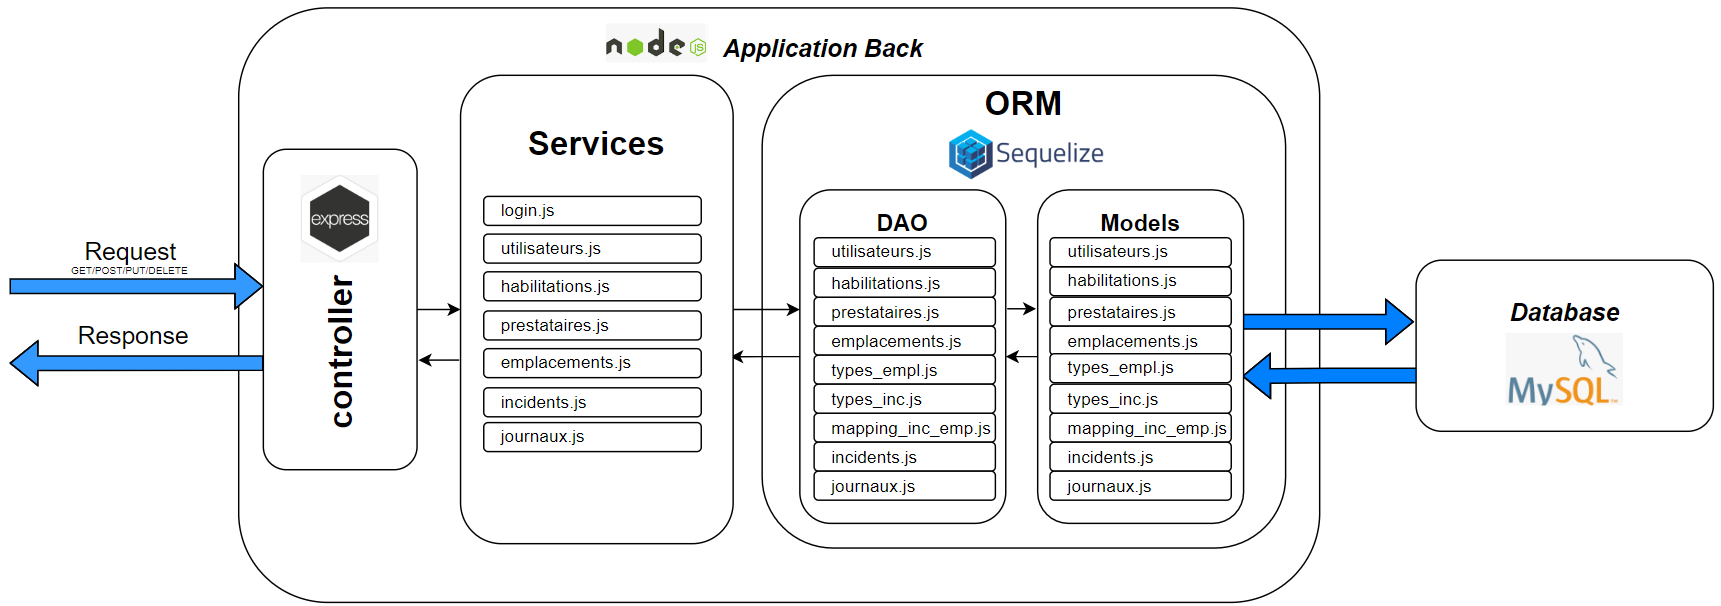 node JS
Application Back
Request
GET/POST/PUT/DELETE
Response
express
controller
Services
login.js
utilisateurs.js
habilitations.js
prestataires.js
emplacements.js
incidents.js
journaux.js
ORM
Sequelize
DAO
utilisateurs.js
habilitations.js
prestataires.js
emplacements.js
types_empl.js
types_inc.js
mapping_inc_emp.js
incidents.js
journaux.js
Models
utilisateurs.js
habilitations.js
prestataires.js
emplacements.js
types_empl.js
types_inc.js
mapping_inc_emp.js
incidents.js
journaux.js
Database
MySQL